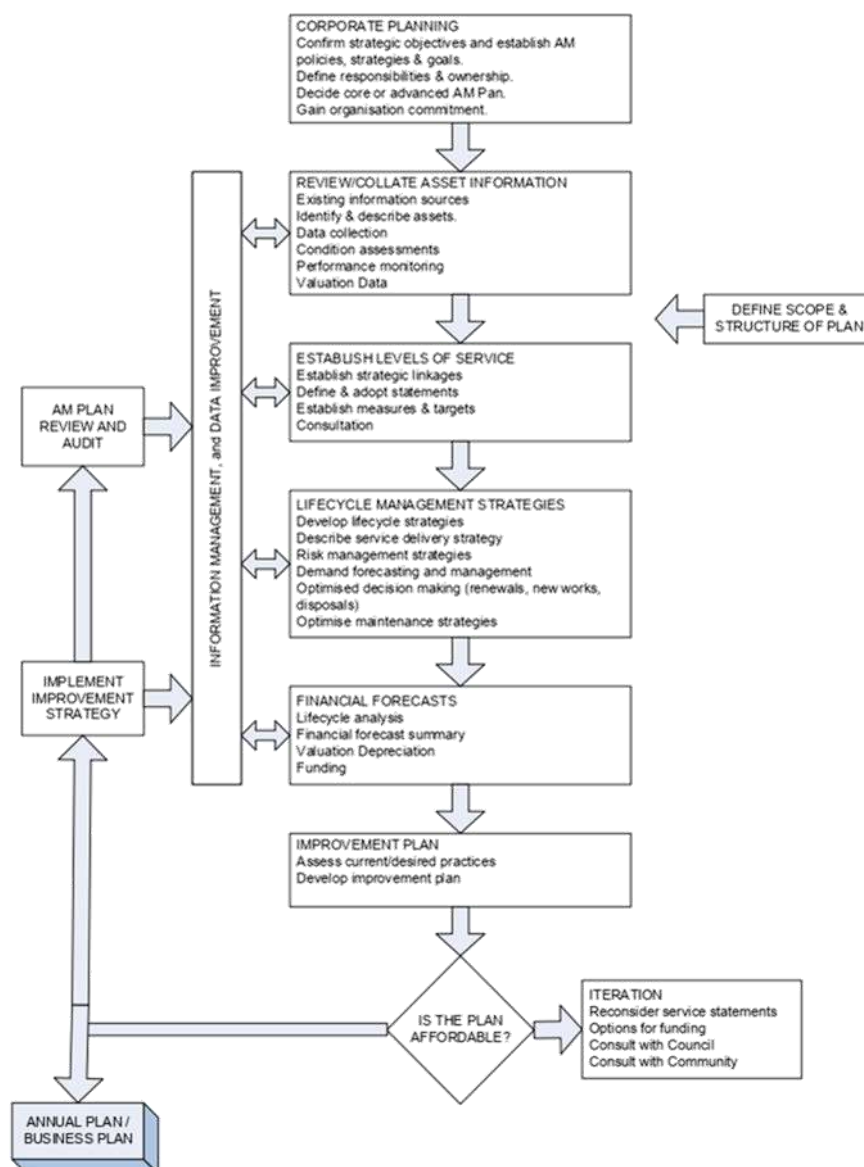 CORPORATE PLANNING
Confirm strategic objectives and establish AM
policies, strategies & goals.
Define responsibilities & ownership.
Decide core or advanced AM Pan.
Gain organisation commitment.
REVIEW/COLLATE ASSET INFORMATION
Existing information sources
Identify & describe assets.
Data collection
Condition assessments
Performance monitoring
Valuation Data
INFORMATION MANAGEMENT, and DATA IMPROVEMENT
DEFINE SCOPE &
STRUCTURE OF PLAN
ESTABLISH LEVELS OF SERVICE
Establish strategic linkages
Define & adopt statements
Establish measures & targets
Consultation
AM PLAN
REVIEW AND
AUDIT
LIFECYCLE MANAGEMENT STRATEGIES
Develop lifecycle strategies
Describe service delivery strategy
Risk management strategies
Demand forecasting and management
Optimised decision making (renewals, new works,
disposals)
Optimise maintenance strategies
IMPLEMENT
IMPROVEMENT
STRATEGY
FINANCIAL FORECASTS
Lifecycle analysis
Financial forecast summary
Valuation Depreciation
Funding
IMPROVEMENT PLAN
Assess current/desired practices
Develop improvement plan
IS THE PLAN
AFFORDABLE?
ITERATION
Reconsider service statements
Options for funding
Consult with Council
Consult with Community
ANNUAL PLAN /
BUSINESS PLAN